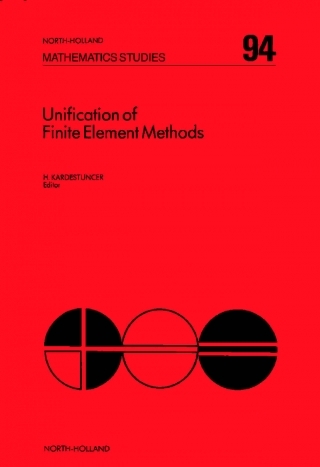 NORTH-HOLLAND
MATHEMATICS STUDIES
94
Unification of
Finite Element Methods
H. KARDESTUNCER
Editor
NORTH-HOLLAND